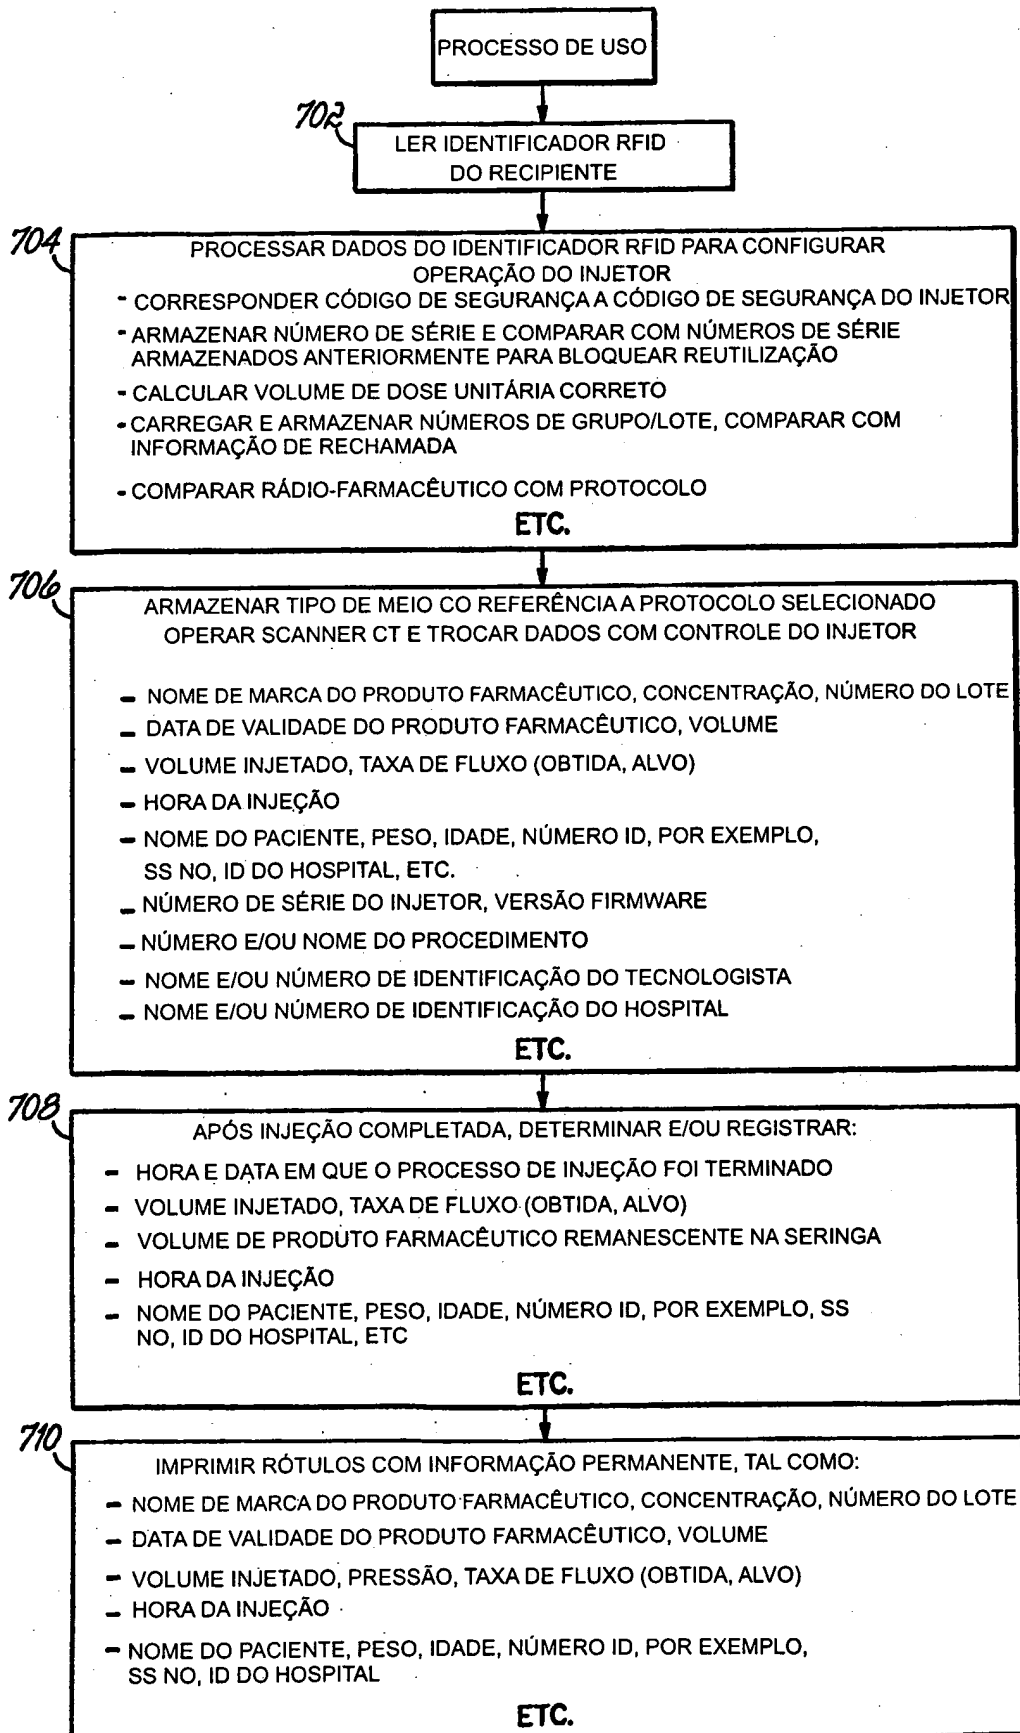 PROCESSO DE USO
702
LER IDENTIFICADOR RFID
DO RECIPIENTE
704
PROCESSAR DADOS DO IDENTIFICADOR RFID PARA CONFIGURAR
OPERAÇÃO DO INJETOR
- CORRESPONDER CÓDIGO DE SEGURANÇA A CÓDIGO DE SEGURANÇA DO INJETOR
- ARMAZENAR NÚMERO DE SÉRIE E COMPARAR COM NÚMEROS DE SÉRIE
ARMAZENADOS ANTERIORMENTE PARA BLOQUEAR REUTILIZAÇÃO
- CALCULAR VOLUME DE DOSE UNITÁRIA CORRETO
- CARREGAR E ARMAZENAR NÚMEROS DE GRUPO/LOTE, COMPARAR COM
INFORMAÇÃO DE RECHAMADA
- COMPARAR RÁDIO-FARMACÊUTICO COM PROTOCOLO
ETC.
706
ARMAZENAR TIPO DE MEIO CO REFERÊNCIA A PROTOCOLO SELECIONADO
OPERAR SCANNER CT E TROCAR DADOS COM CONTROLE DO INJETOR
- NOME DE MARCA DO PRODUTO FARMACÊUTICO, CONCENTRAÇÃO, NÚMERO DO LOTE
- DATA DE VALIDADE DO PRODUTO FARMACÊUTICO, VOLUME
- VOLUME INJETADO, TAXA DE FLUXO (OBTIDA, ALVO)
- HORA DA INJEÇÃO
- NOME DO PACIENTE, PESO, IDADE, NÚMERO ID, POR EXEMPLO,
SS NO, ID DO HOSPITAL, ETC.
- NÚMERO DE SÉRIE DO INJETOR, VERSÃO FIRMWARE
- NÚMERO E/OU NOME DO PROCEDIMENTO
- NOME E/OU NÚMERO DE IDENTIFICAÇÃO DO TECNOLOGISTA
- NOME E/OU NÚMERO DE IDENTIFICAÇÃO DO HOSPITAL
ETC.
708
APÓS INJEÇÃO COMPLETADA, DETERMINAR E/OU REGISTRAR:
- HORA E DATA EM QUE O PROCESSO DE INJEÇÃO FOI TERMINADO
- VOLUME INJETADO, TAXA DE FLUXO (OBTIDA, ALVO)
- VOLUME DE PRODUTO FARMACÊUTICO REMANESCENTE NA SERINGA
- HORA DA INJEÇÃO
- NOME DO PACIENTE, PESO, IDADE, NÚMERO ID, POR EXEMPLO, SS
NO, ID DO HOSPITAL, ETC
ETC.
710
IMPRIMIR RÓTULOS COM INFORMAÇÃO PERMANENTE, TAL COMO:
- NOME DE MARCA DO PRODUTO FARMACÊUTICO, CONCENTRAÇÃO, NÚMERO DO LOTE
- DATA DE VALIDADE DO PRODUTO FARMACÊUTICO, VOLUME
- VOLUME INJETADO, PRESSÃO, TAXA DE FLUXO (OBTIDA, ALVO)
- HORA DA INJEÇÃO
- NOME DO PACIENTE, PESO, IDADE, NÚMERO ID, POR EXEMPLO,
SS NO, ID DO HOSPITAL
ETC.